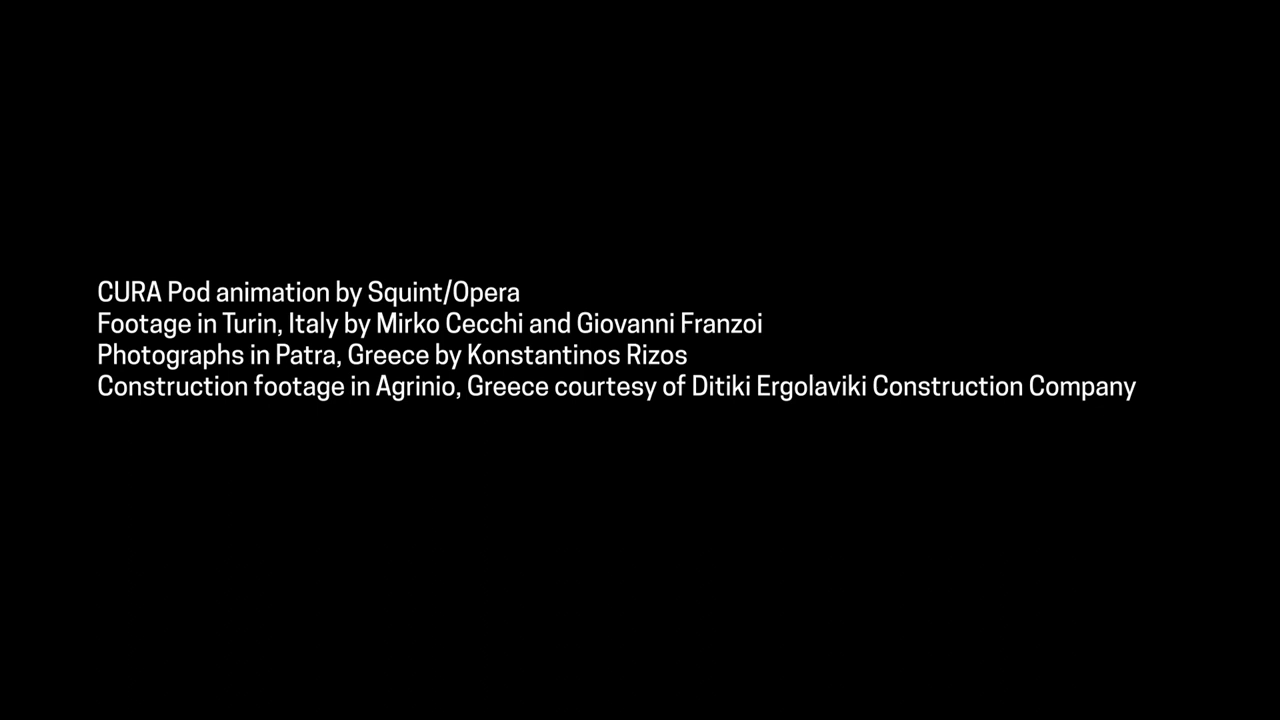 CURA Pod animation by Squint/Opera
Footage in Turin, Italy by Mirko Cecchi and Giovanni Franzoi
Photographs in Patra, Greece by Konstantinos Rizos
Construction footage in Agrinio, Greece courtesy of Ditiki Ergolaviki Construction Company